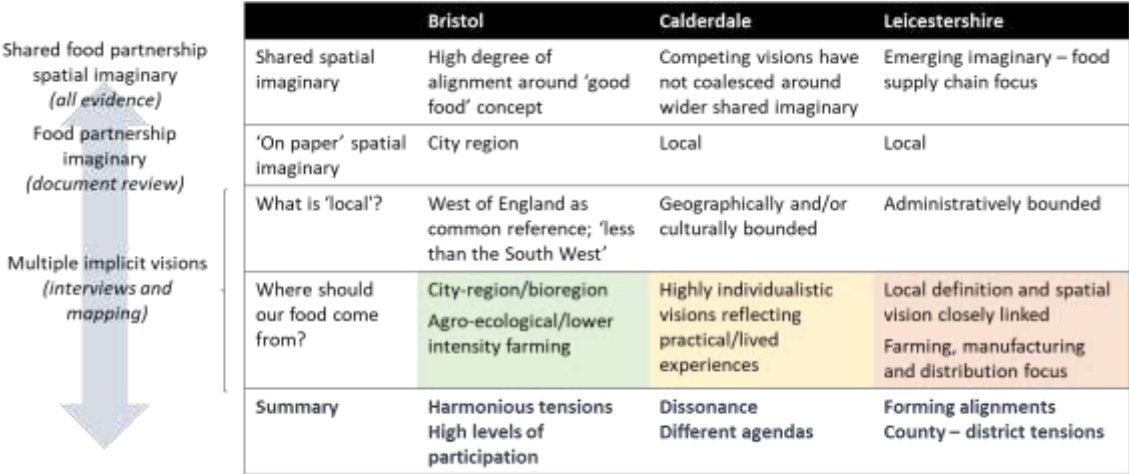 Bristol
Calderdale
Leicestershire
Shared food partnership
spatial imaginary
(all evidence)
Food partnership
imaginary
(document review)
Multiple implicit visions
(interviews and
mapping)
Shared spatial
imaginary
High degree of
alignment around ‘good
food’ concept
Competing visions have
not coalesced around
wider shared imaginary
Emerging imaginary – food
supply chain focus
‘On paper’ spatial
imaginary
City region
Local
Local
What is ‘local’?
West of England as
common reference; ‘less
than the South West’
Geographically and/or
culturally bounded
Administratively bounded
Where should
our food come
from?
City-region/bioregion
Agro-ecological/lower
intensity farming
Highly individualistic
visions reflecting
practical/lived
experiences
Local definition and spatial
vision closely linked
Farming, manufacturing
and distribution focus
Summary
Harmonious tensions
High levels of
participation
Dissonance
Different agendas
Forming alignments
County – district tensions